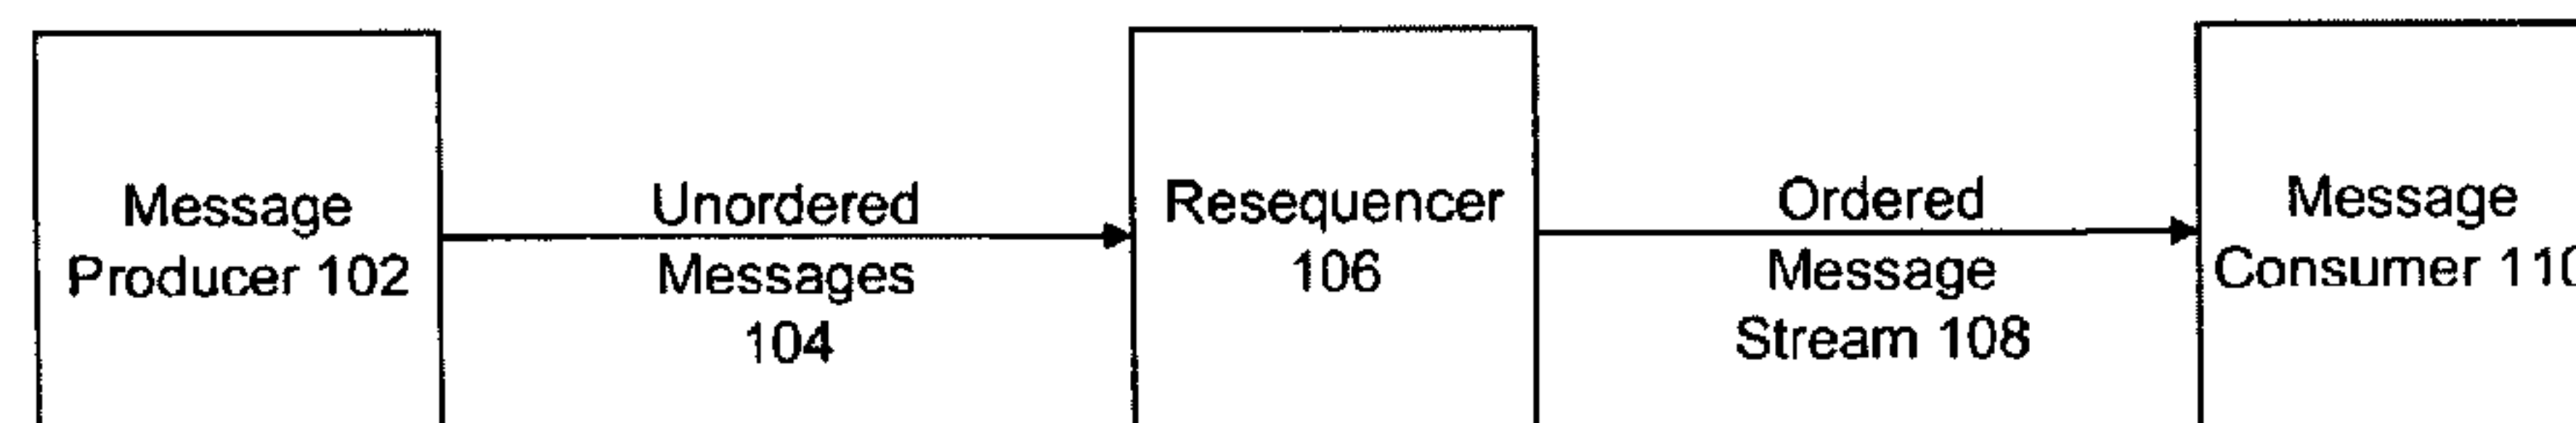 Message
Producer 102
Unordered
Messages
104
Resequencer
106
Ordered
Message
Stream 108
Message
Consumer 110